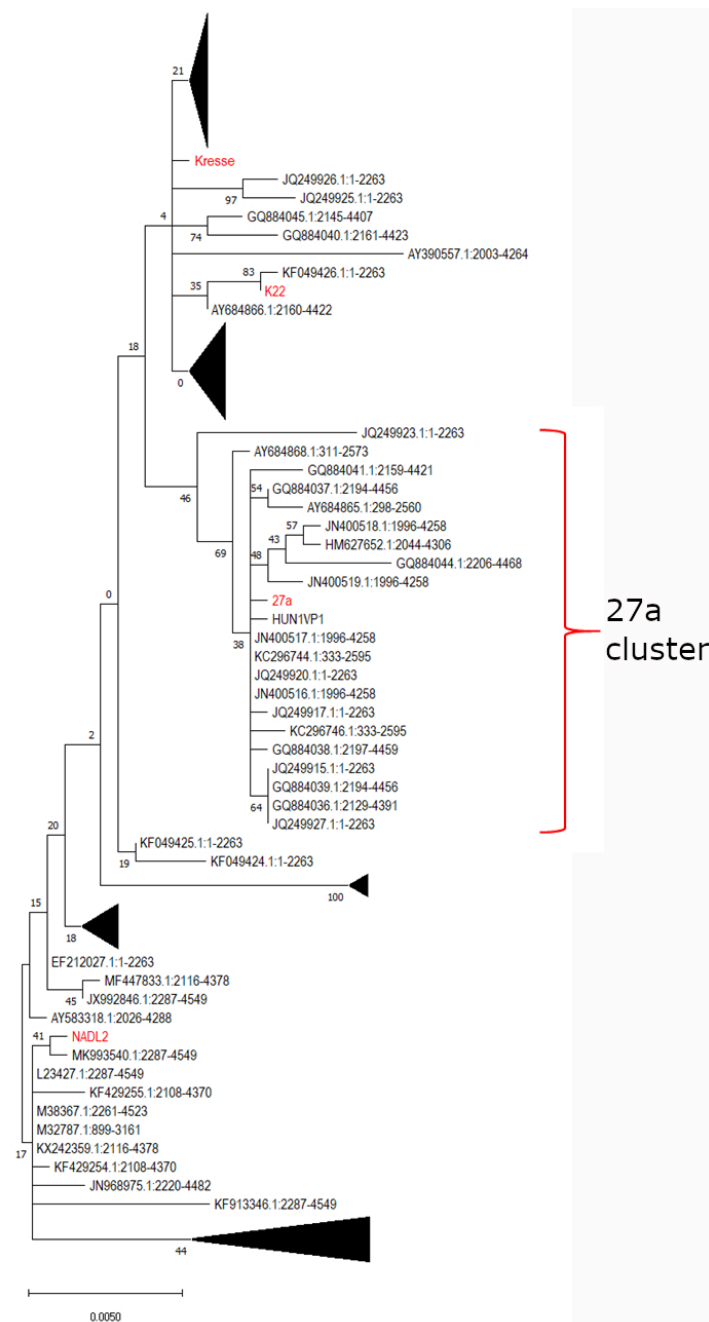 21
Kresse
JQ249926.1:1-2263
97
JQ249925.1:1-2263
GQ884045.1:2145-4407
4
74
GQ884040.1:2161-4423
AY390557.1:2003-4264
83
KF049426.1:1-2263
35
K22
AY684866.1:2160-4422
18
0
JQ249923.1:1-2263
AY684868.1:311-2573
GQ884041.1:2159-4421
46
54
GQ884037.1:2194-4456
AY684865.1:298-2560
57
JN400518.1:1996-4258
43
HM627652.1:2044-4306
69
48
GQ884044.1:2206-4468
JN400519.1:1996-4258
0
27a
HUN1VP1
27a
cluster
38
JN400517.1:1996-4258
KC296744.1:333-2595
JQ249920.1:1-2263
JN400516.1:1996-4258
JQ249917.1:1-2263
KC296746.1:333-2595
2
GQ884038.1:2197-4459
JQ249915.1:1-2263
GQ884039.1:2194-4456
64
GQ884036.1:2129-4391
JQ249927.1:1-2263
20
KF049425.1:1-2263
19
KF049424.1:1-2263
100
15
18
EF212027.1:1-2263
MF447833.1:2116-4378
45
JX992846.1:2287-4549
AY583318.1:2026-4288
41
NADL2
MK993540.1:2287-4549
L23427.1:2287-4549
KF429255.1:2108-4370
M38367.1:2261-4523
M32787.1:899-3161
KX242359.1:2116-4378
17
KF429254.1:2108-4370
JN968975.1:2220-4482
KF913346.1:2287-4549
44
0.0050